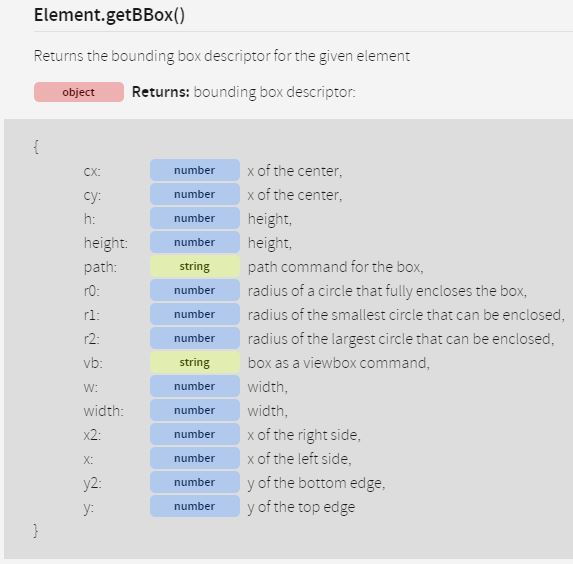 Element.getBBox()
Returns the bounding box descriptor for the given element
object Returns: bounding box descriptor:
{
cx: number x of the center,
cy: number x of the center,
h: number height,
height: number height,
path: string path command for the box,
r0: number radius of a circle that fully encloses the box,
r1: number radius of the smallest circle that can be enclosed,
r2: number radius of the largest circle that can be enclosed,
vb: string box as a viewbox command,
w: number width,
width: number width,
x2: number x of the right side,
x: number x of the left side,
y2: number y of the bottom edge,
y: number y of the top edge
}